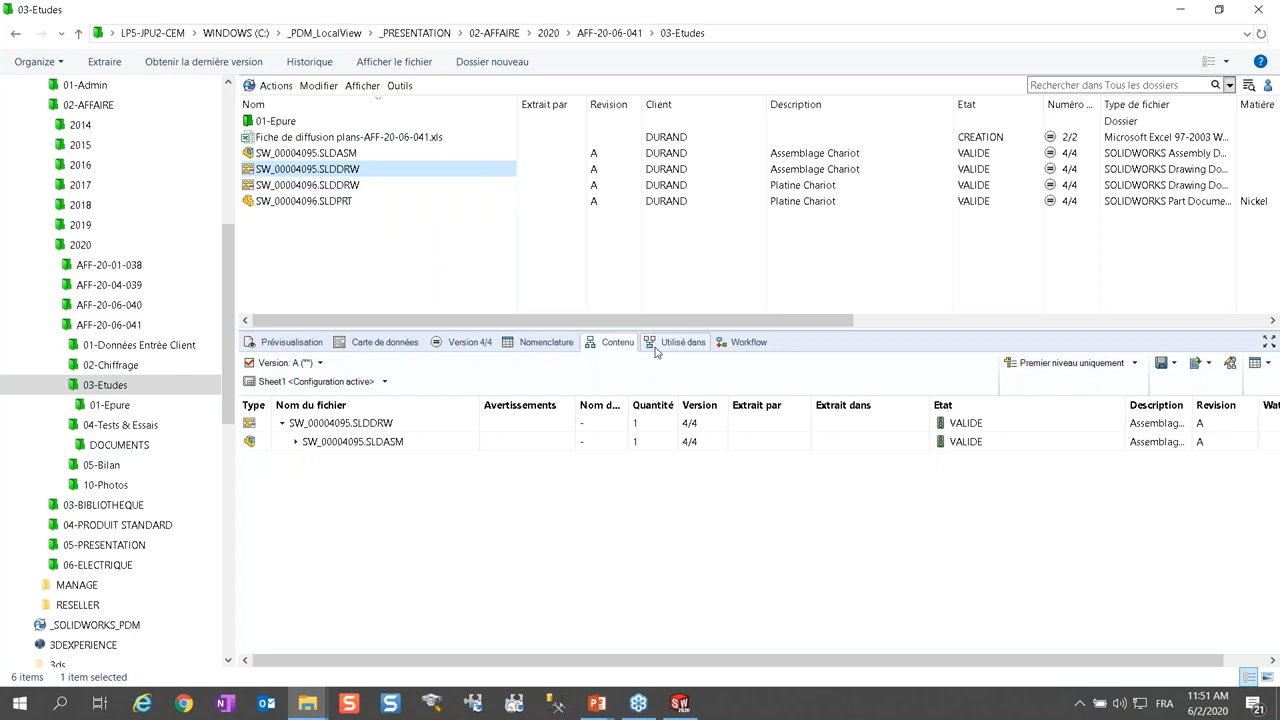 03-Etudes
LP5-JPU2-CEM > WINDOWS (C:) > _PDM_LocalView > _PRESENTATION > 02-AFFAIRE > 2020 > AFF-20-06-041 > 03-Etudes
Organize Extraire Obtenir la dernière version Historique Afficher le fichier Dossier nouveau
01-Admin
02-AFFAIRE
2014
2015
2016
2017
2018
2019
2020
AFF-20-01-038
AFF-20-04-039
AFF-20-06-040
AFF-20-06-041
01-Données Entrée Client
02-Chiffrage
03-Etudes
01-Epure
04-Tests & Essais
DOCUMENTS
05-Bilan
10-Photos
03-BIBLIOTHEQUE
04-PRODUIT STANDARD
05-PRESENTATION
06-ELECTRIQUE
MANAGE
RESELLER
_SOLIDWORKS_PDM
3DEXPERIENCE
3ds
Actions Modifier Afficher Outils Rechercher dans Tous les dossiers
Nom Extrait par Revision Client Description Etat Numéro ... Type de fichier Matière
01-Epure Dossier
Fiche de diffusion plans-AFF-20-06-041.xls DURAND CREATION 2/2 Microsoft Excel 97-2003 W...
SW_00004095.SLDASM A DURAND Assemblage Chariot VALIDE 4/4 SOLIDWORKS Assembly D...
SW_00004095.SLDDRW A DURAND Assemblage Chariot VALIDE 4/4 SOLIDWORKS Drawing Do...
SW_00004096.SLDDRW A DURAND Platine Chariot VALIDE 4/4 SOLIDWORKS Drawing Do...
SW_00004096.SLDPRT A DURAND Platine Chariot VALIDE 4/4 SOLIDWORKS Part Docume... Nickel
Prévisualisation Carte de données Version 4/4 Nomenclature Contenu Utilisé dans Workflow
Version: A ("") Premier niveau uniquement
Sheet1 <Configuration active>
Type Nom du fichier Avertissements Nom d... Quantité Version Extrait par Extrait dans Etat Description Revision Wat
SW_00004095.SLDDRW - 1 4/4 VALIDE Assemblag... A
SW_00004095.SLDASM - 1 4/4 VALIDE Assemblag... A
6 items 1 item selected
FRA 11:51 AM
6/2/2020
21